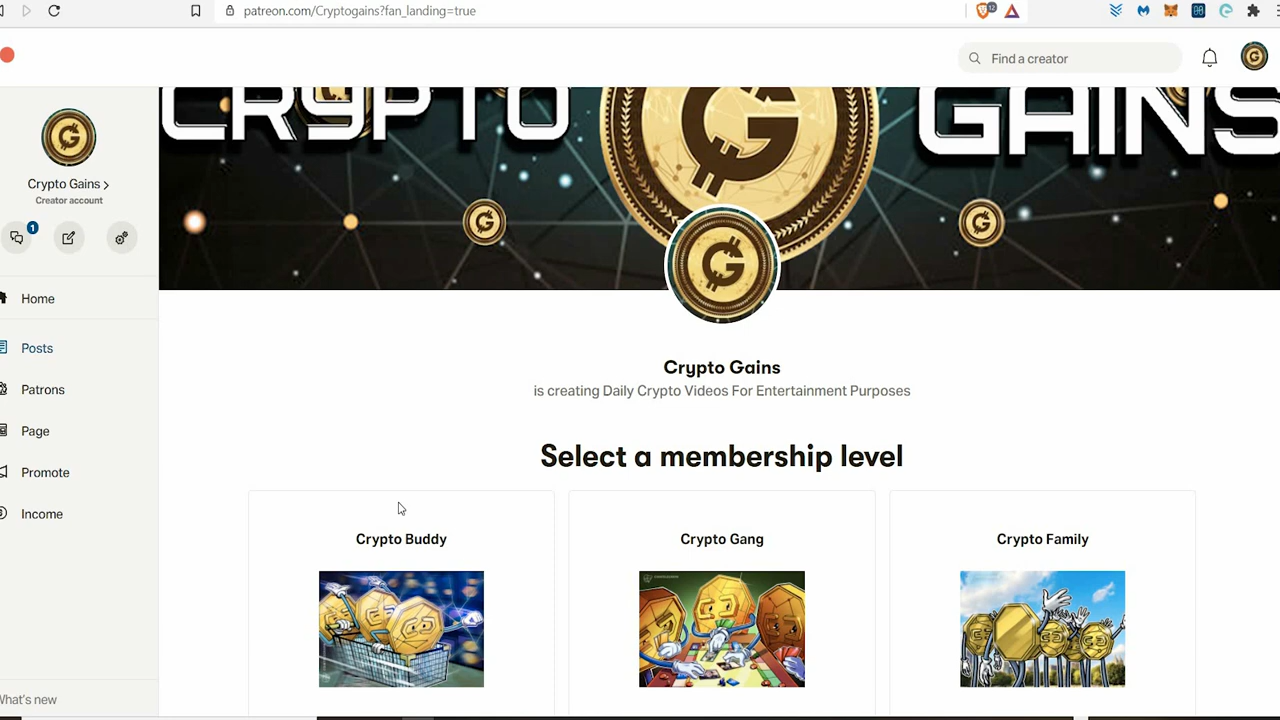 patreon.com/Cryptogains?fan_landing=true
12
Find a creator
CRYPTO GAINS
Crypto Gains
Creator account
1
Home
Posts
Patrons
Page
Promote
Income
What's new
Crypto Gains
is creating Daily Crypto Videos For Entertainment Purposes
Select a membership level
Crypto Buddy
Crypto Gang
Crypto Family